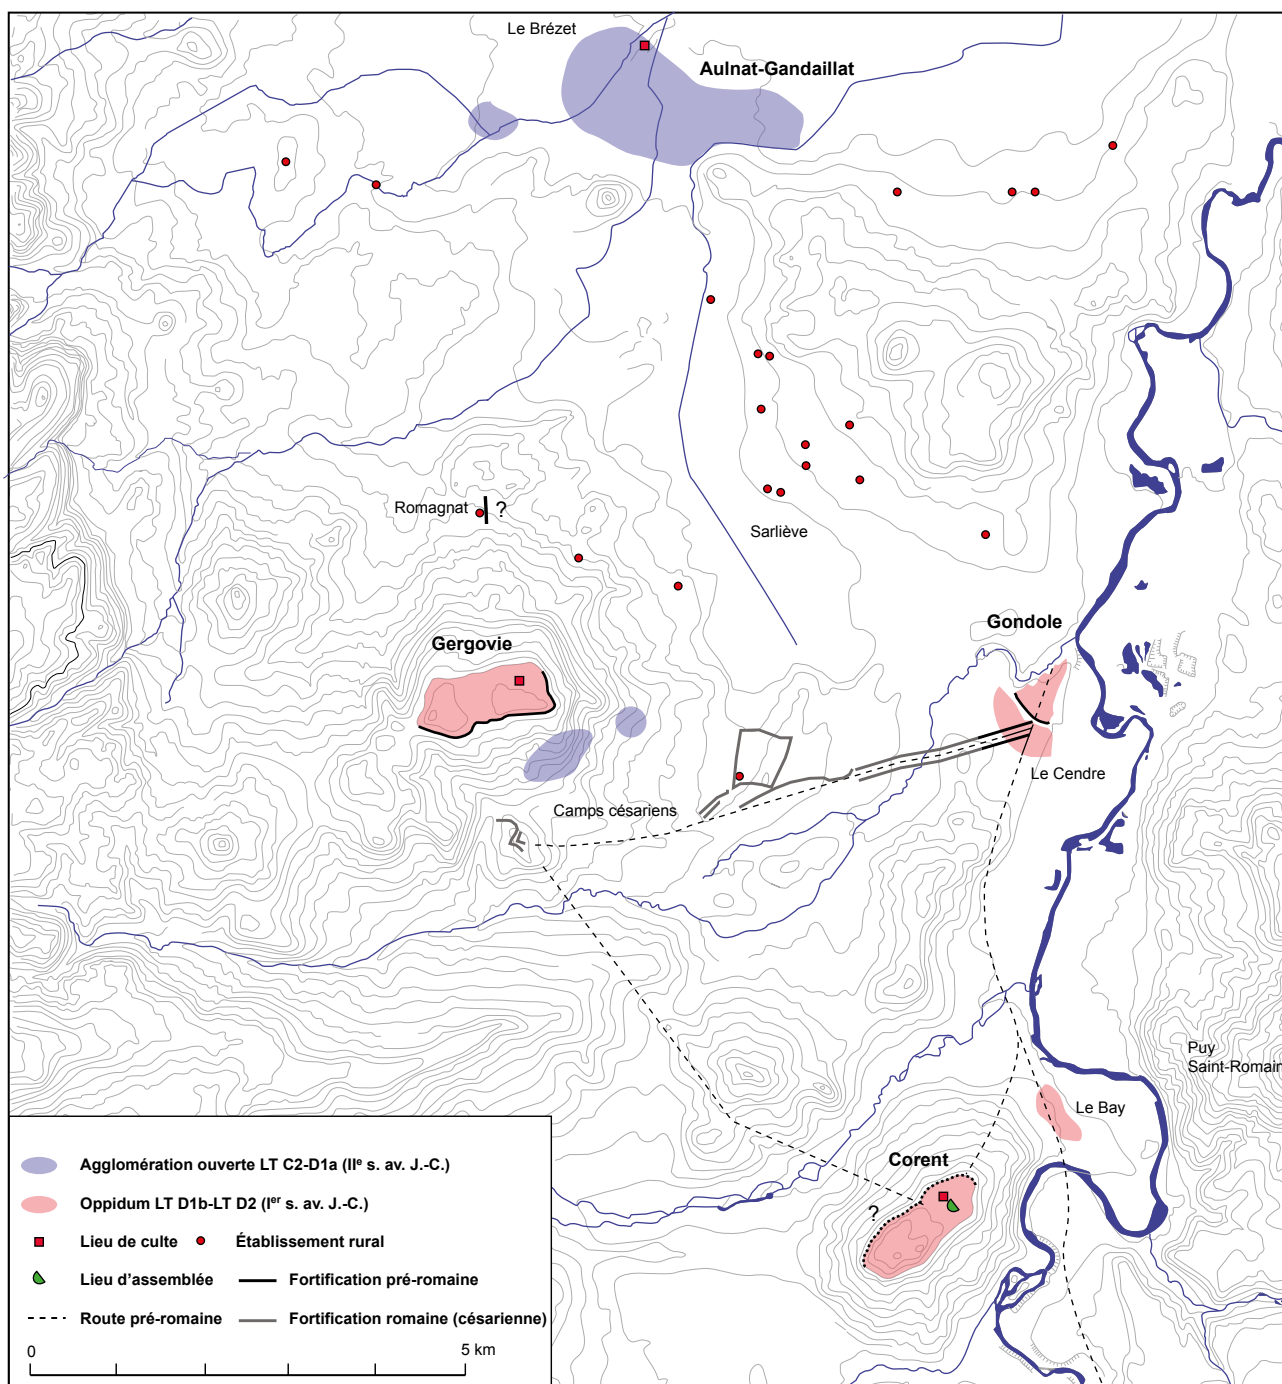 Le Brézet
Aulnat-Gandaillat
Romagnat
?
Sarliève
Gondole
Gergovie
Le Cendre
Camps césariens
Puy
Saint-Romain
Le Bay
Corent
?
Agglomération ouverte LT C2-D1a (IIe s. av. J.-C.)
Oppidum LT D1b-LT D2 (Ier s. av. J.-C.)
Lieu de culte Établissement rural
Lieu d'assemblée Fortification pré-romaine
Route pré-romaine Fortification romaine (césarienne)
0 5 km